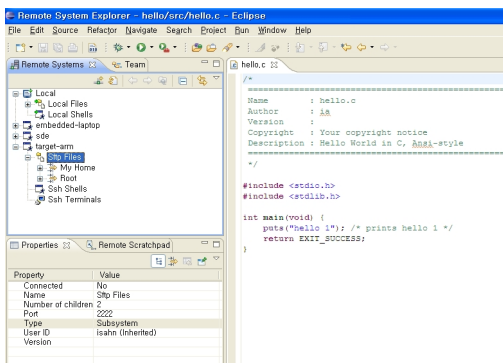 Remote System Explorer - hello/src/hello.c - Eclipse
File Edit Source Refactor Navigate Search Project Run Window Help
Remote Systems Team
Local
Local Files
Local Shells
embedded-laptop
sde
target-arm
Sftp Files
My Home
Root
Ssh Shells
Ssh Terminals
Properties Remote Scratchpad
Property Value
Connected No
Name Sftp Files
Number of children 2
Port 2222
Type Subsystem
User ID isahn (Inherited)
Version
hello.c
/*
============================================================================
Name : hello.c
Author : is
Version :
Copyright : Your copyright notice
Description : Hello World in C, Ansi-style
============================================================================
*/
#include <stdio.h>
#include <stdlib.h>
int main(void) {
puts("hello 1"); /* prints hello 1 */
return EXIT_SUCCESS;
}